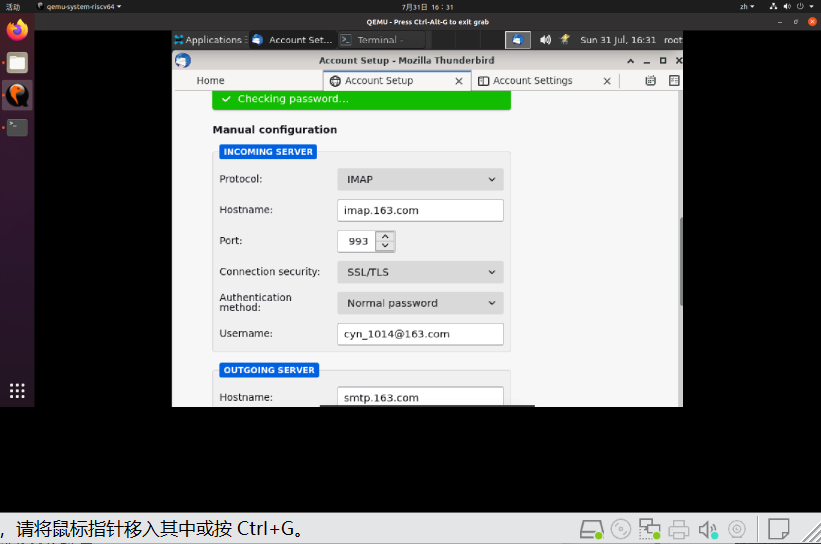 活动 qemu-system-riscv64 7月31日 16：31 zh
QEMU - Press Ctrl-Alt-G to exit grab
Applications Account Set... Terminal - Sun 31 Jul, 16:31 root
Account Setup - Mozilla Thunderbird
Home Account Setup Account Settings
Checking password...
Manual configuration
INCOMING SERVER
Protocol: IMAP
Hostname: imap.163.com
Port: 993
Connection security: SSL/TLS
Authentication method: Normal password
Username: cyn_1014@163.com
OUTGOING SERVER
Hostname: smtp.163.com
，请将鼠标指针移入其中或按 Ctrl+G。